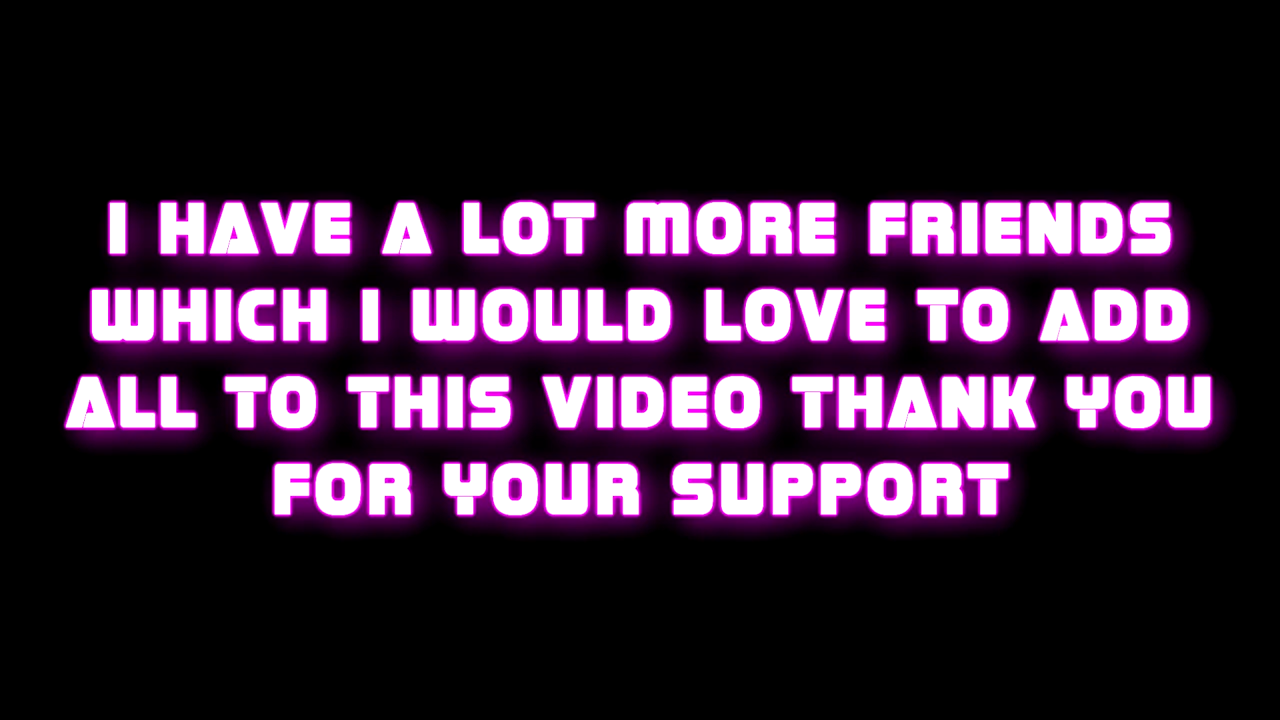 I HAVE A LOT MORE FRIENDS
WHICH I WOULD LOVE TO ADD
ALL TO THIS VIDEO THANK YOU
FOR YOUR SUPPORT